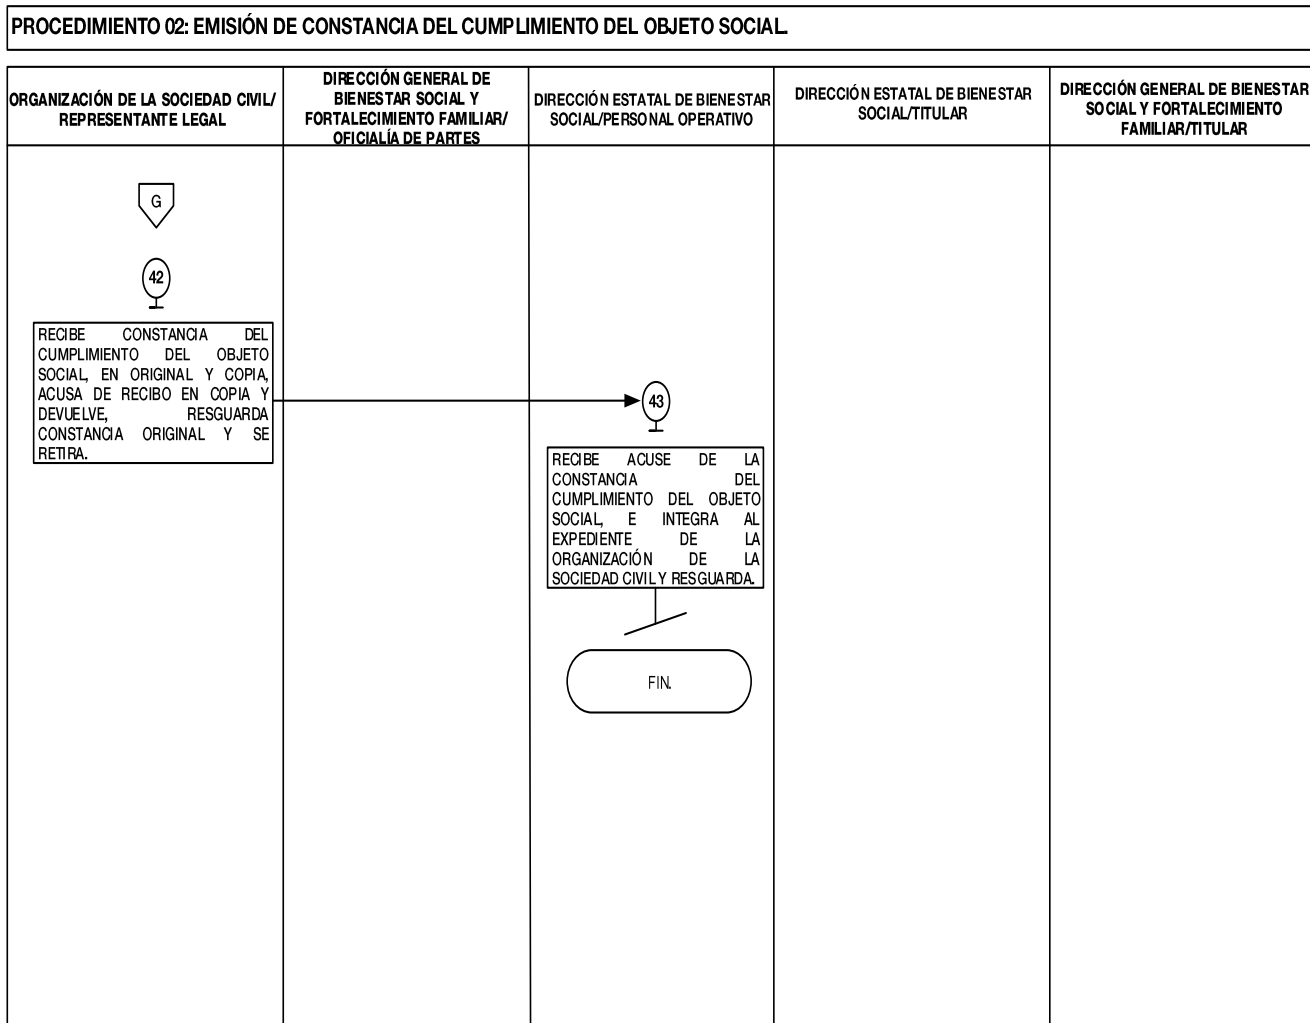 PROCEDIMIENTO 02: EMISIÓN DE CONSTANCIA DEL CUMPLIMIENTO DEL OBJETO SOCIAL.
ORGANIZACIÓN DE LA SOCIEDAD CIVIL/
REPRESENTANTE LEGAL
DIRECCIÓN GENERAL DE
BIENESTAR SOCIAL Y
FORTALECIMIENTO FAMILIAR/
OFICIALÍA DE PARTES
DIRECCIÓN ESTATAL DE BIENESTAR
SOCIAL/PERSONAL OPERATIVO
DIRECCIÓN ESTATAL DE BIENESTAR
SOCIAL/TITULAR
DIRECCIÓN GENERAL DE BIENESTAR
SOCIAL Y FORTALECIMIENTO
FAMILIAR/TITULAR
G
42
RECIBE CONSTANCIA DEL
CUMPLIMIENTO DEL OBJETO
SOCIAL, EN ORIGINAL Y COPIA,
ACUSA DE RECIBO EN COPIA Y
DEVUELVE, RESGUARDA
CONSTANCIA ORIGINAL Y SE
RETIRA.
43
RECIBE ACUSE DE LA
CONSTANCIA DEL
CUMPLIMIENTO DEL OBJETO
SOCIAL, E INTEGRA AL
EXPEDIENTE DE LA
ORGANIZACIÓN DE LA
SOCIEDAD CIVIL Y RESGUARDA.
FIN.